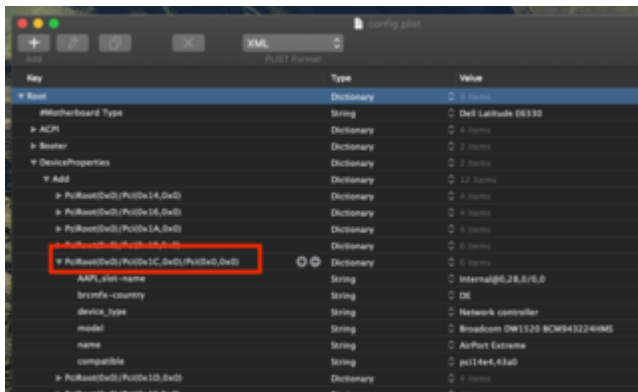 config.plist
XML
Add
PLIST Format
Key Type Value
Root Dictionary 9 items
#Motherboard Type String Dell Latitude E6330
ACPI Dictionary 4 items
Booter Dictionary 2 items
DeviceProperties Dictionary 2 items
Add Dictionary 12 items
PciRoot(0x0)/Pci(0x14,0x0) Dictionary 4 items
PciRoot(0x0)/Pci(0x16,0x0) Dictionary 4 items
PciRoot(0x0)/Pci(0x1A,0x0) Dictionary 4 items
Dictionary 6 items
PciRoot(0x0)/Pci(0x1C,0x0)/Pci(0x0,0x0) Dictionary 6 items
AAPL,slot-name String Internal@0,28,0/0,0
brcmfx-country String DE
device_type String Network controller
model String Broadcom DW1520 BCM943224HMS
name String AirPort Extreme
compatible String pci14e4,43a0
PciRoot(0x0)/Pci(0x1D,0x0) Dictionary 4 items